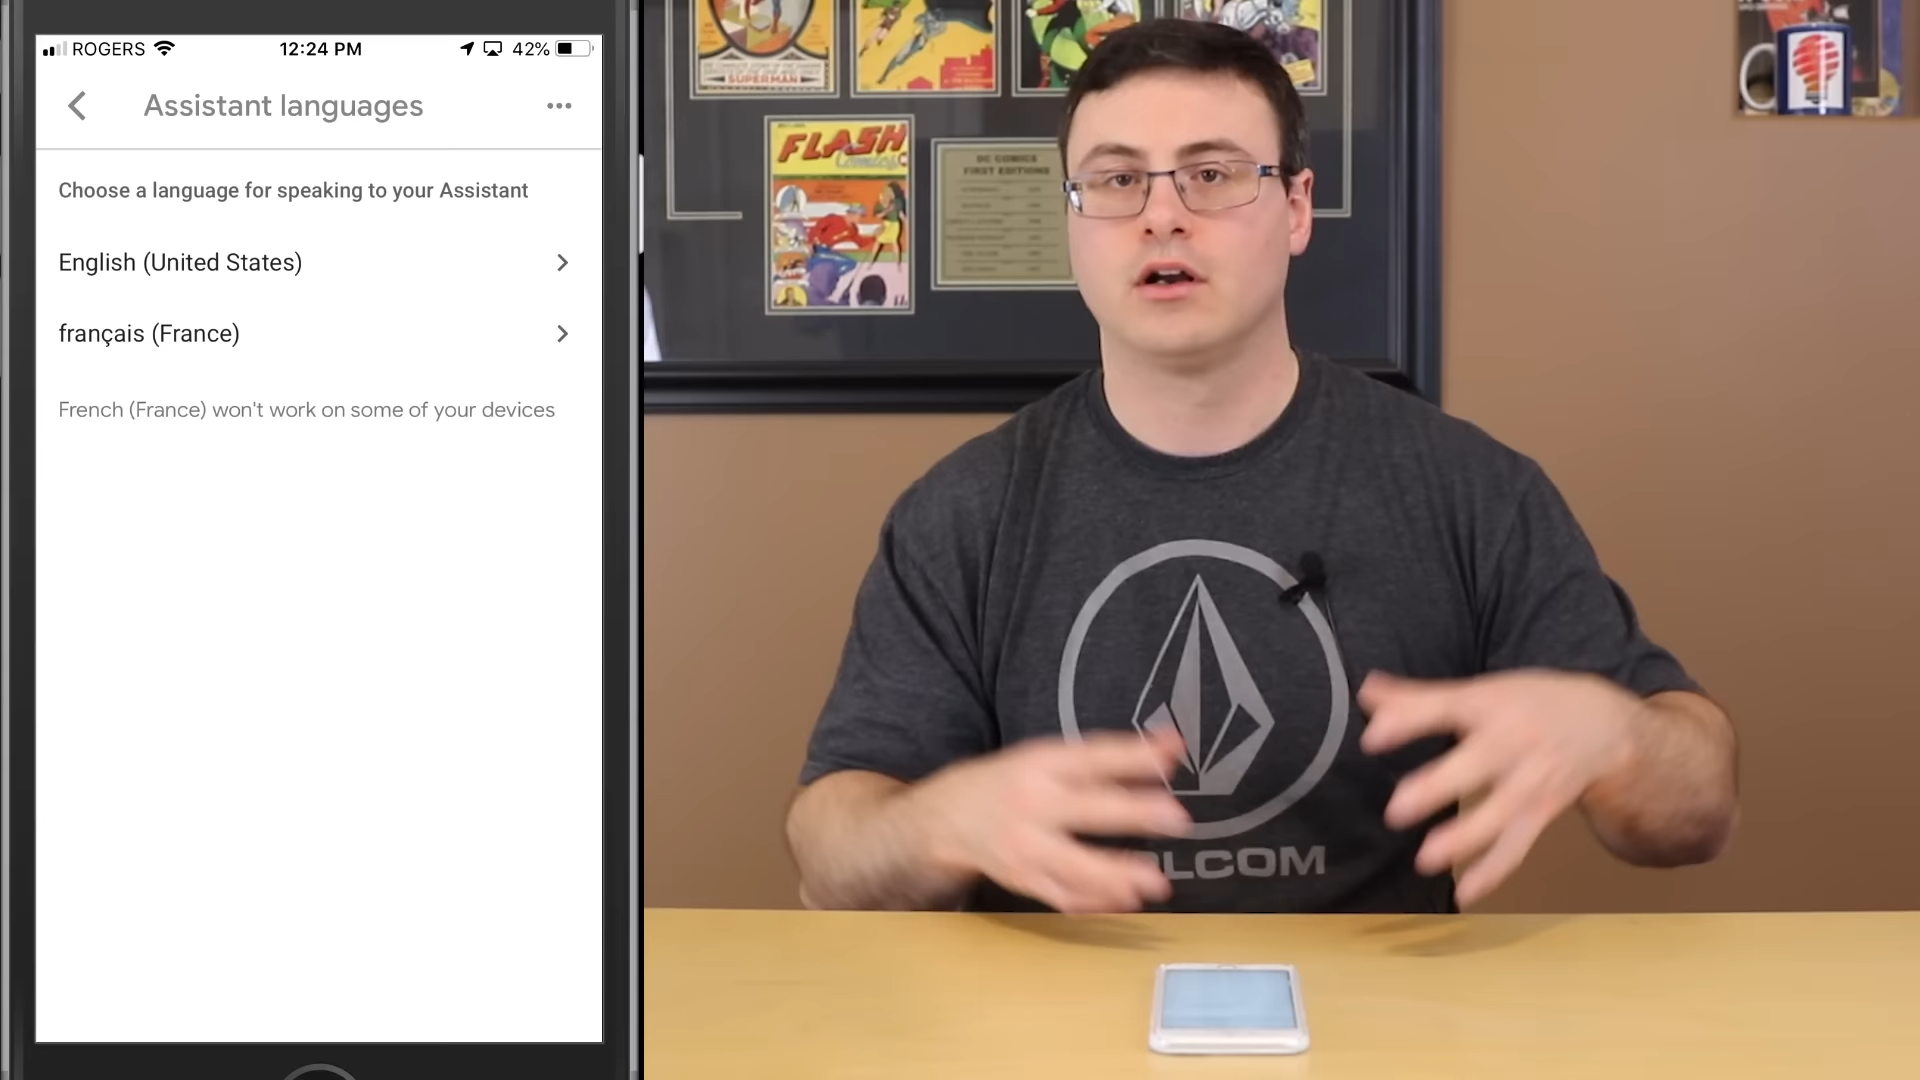 ROGERS 12:24 PM 42%
Assistant languages
Choose a language for speaking to your Assistant
English (United States)
français (France)
French (France) won't work on some of your devices
SUPERMAN
FLASH
Comics
DC COMICS
FIRST EDITIONS
LCOM